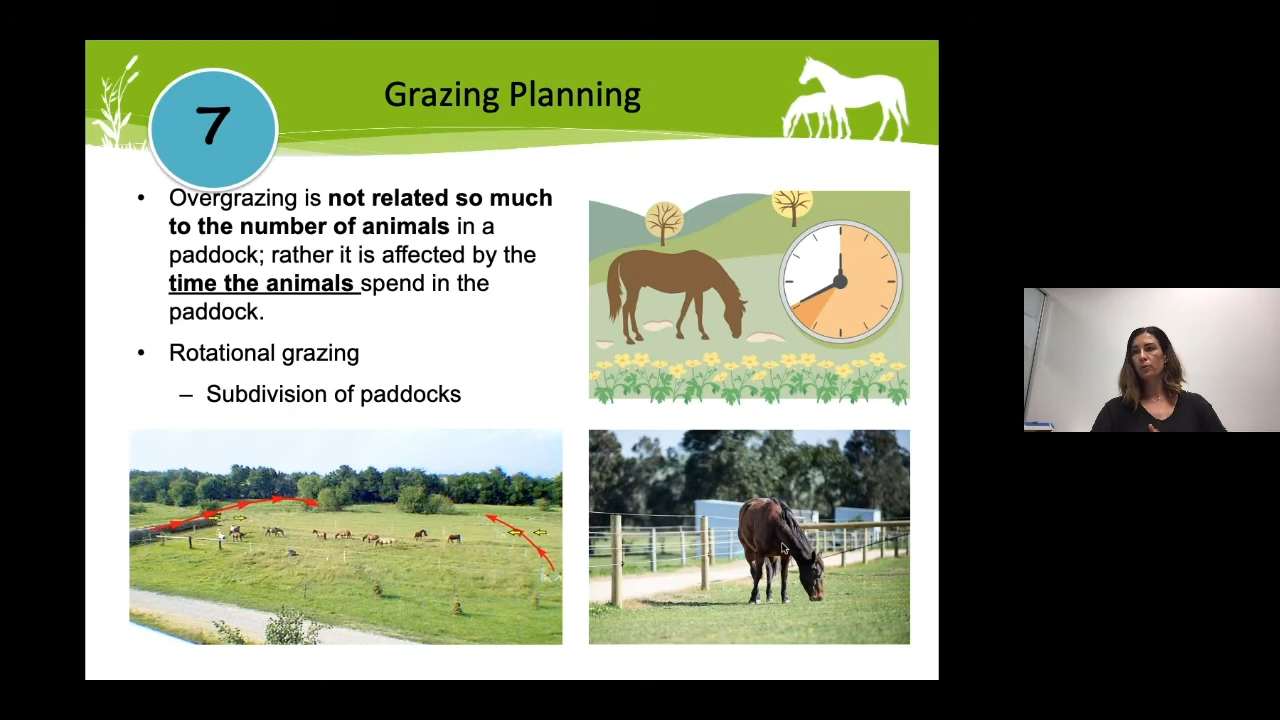 7
Grazing Planning
• Overgrazing is not related so much
to the number of animals in a
paddock; rather it is affected by the
time the animals spend in the
paddock.
• Rotational grazing
– Subdivision of paddocks